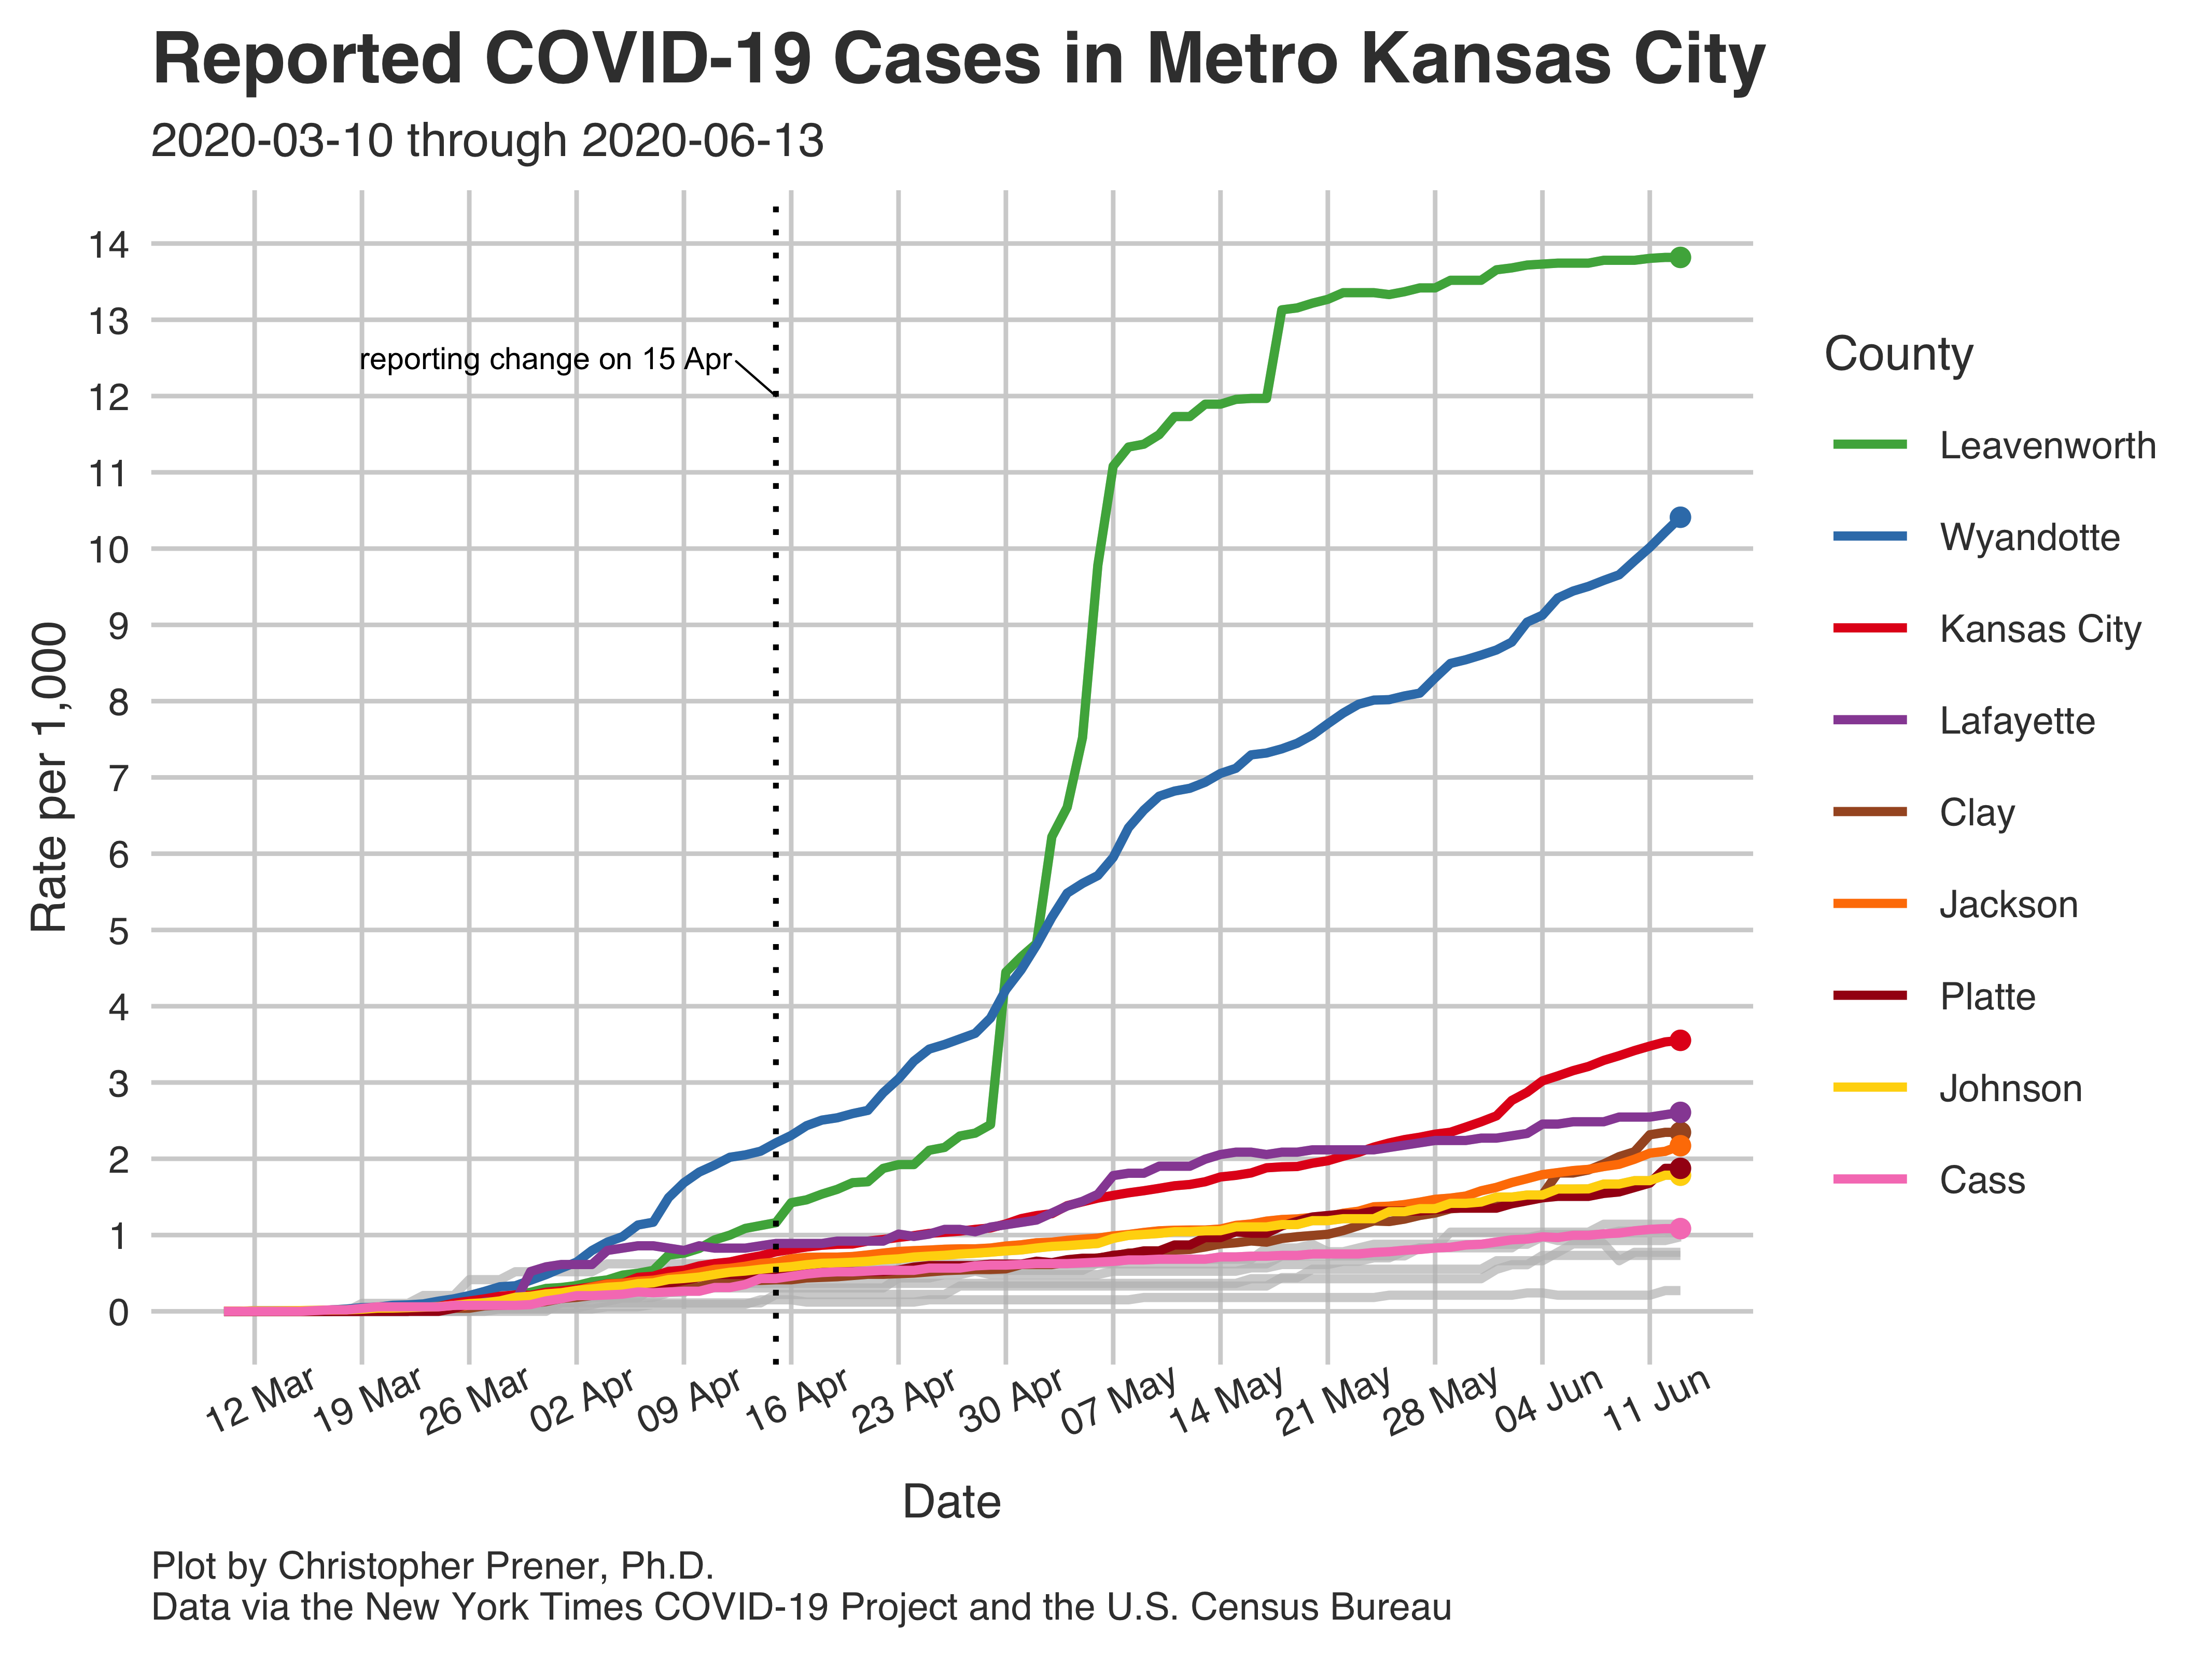 Reported COVID-19 Cases in Metro Kansas City
2020-03-10 through 2020-06-13
14
13
12
11
10
9
8
7
6
5
4
3
2
1
0
Rate per 1,000
reporting change on 15 Apr
12 Mar
19 Mar
26 Mar
02 Apr
09 Apr
16 Apr
23 Apr
30 Apr
07 May
14 May
21 May
28 May
04 Jun
11 Jun
Date
County
Leavenworth
Wyandotte
Kansas City
Lafayette
Clay
Jackson
Platte
Johnson
Cass
Plot by Christopher Prener, Ph.D.
Data via the New York Times COVID-19 Project and the U.S. Census Bureau